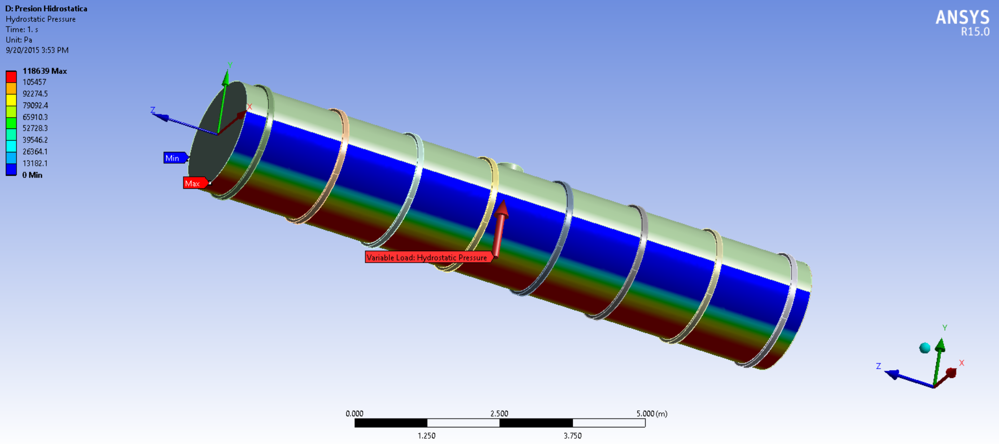 D: Presion Hidrostatica
Hydrostatic Pressure
Time: 1. s
Unit: Pa
9/20/2015 3:53 PM
ANSYS
R15.0
118639 Max
105457
92274.5
79092.4
65910.3
52728.3
39546.2
26364.1
13182.1
0 Min
Y
Z
X
Min
Max
Variable Load: Hydrostatic Pressure
Y
Z
X
0.000
2.500
5.000 (m)
1.250
3.750